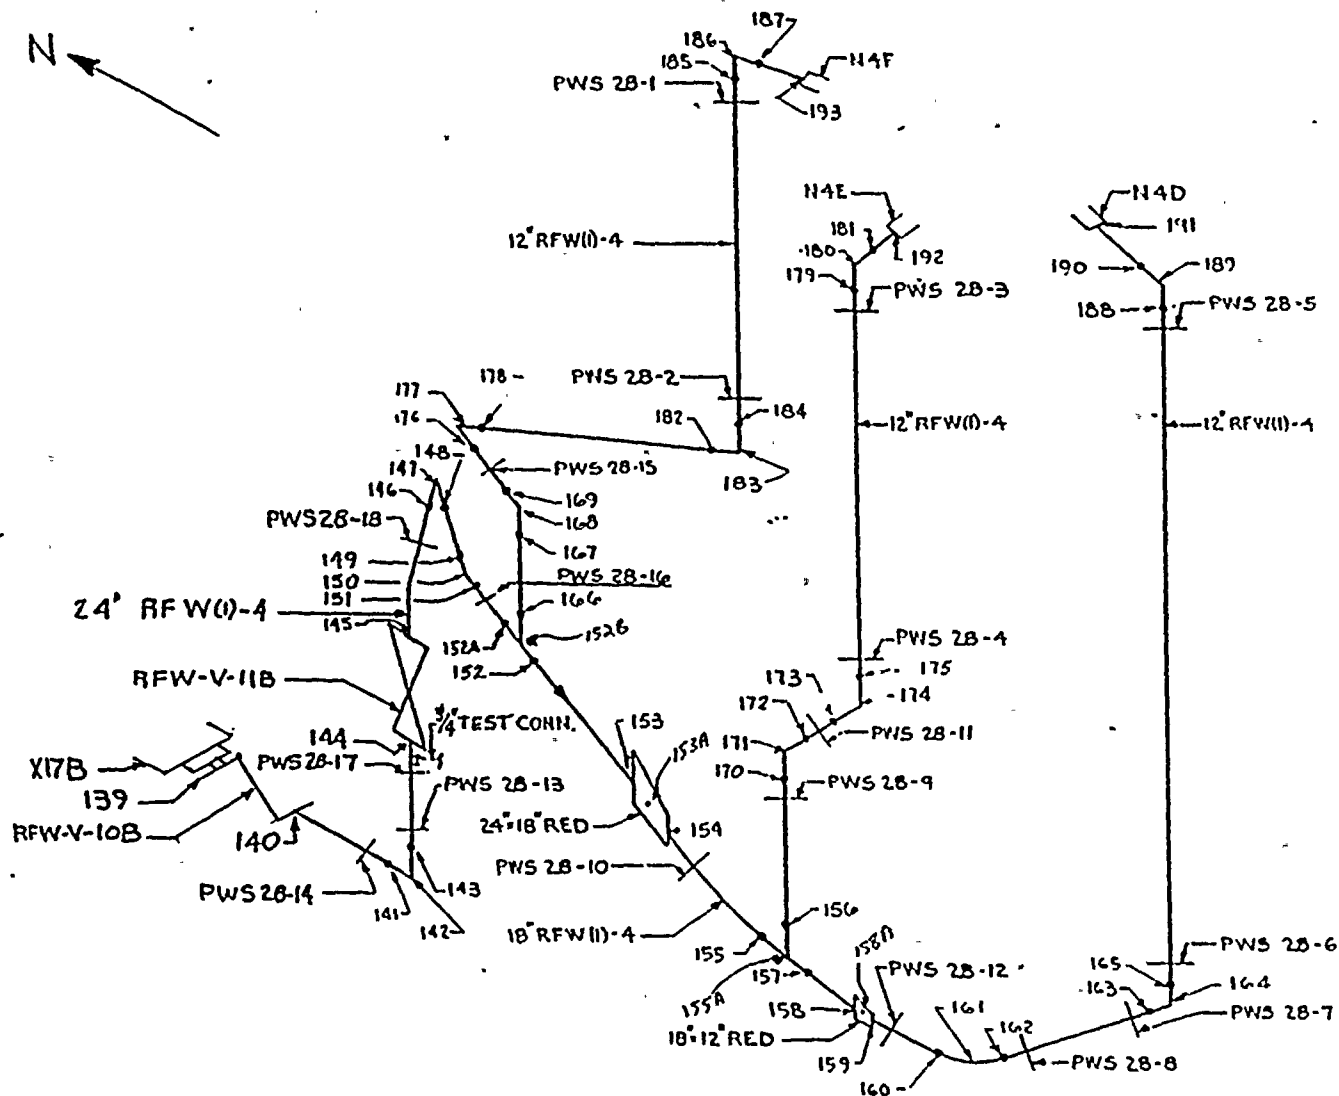 N
187
186
185
N4F
PWS 28-1
193
N4E
N4D
181
191
12" RFW(1)-4
180
192
190
189
179
PWS 28-3
188
PWS 28-5
177
178
PWS 28-2
184
176
182
12" RFW(1)-4
12" RFW(1)-4
148
147
PWS 28-15
183
146
169
PWS 28-18
168
149
167
150
PWS 28-16
151
166
24" RFW(1)-4
145
152B
152A
PWS 28-4
RFW-V-11B
152
175
173
174
172
3/4" TEST CONN.
153
144
153A
171
PWS 28-11
X17B
PWS 28-17
170
139
PWS 28-13
PWS 28-9
RFW-V-10B
24"x18" RED
154
140
PWS 28-10
143
PWS 28-14
156
141
18" RFW(1)-4
142
155
158A
PWS 28-6
157
PWS 28-12
165
155A
163
164
158
161
162
PWS 28-7
18"x12" RED
159
PWS 28-8
160